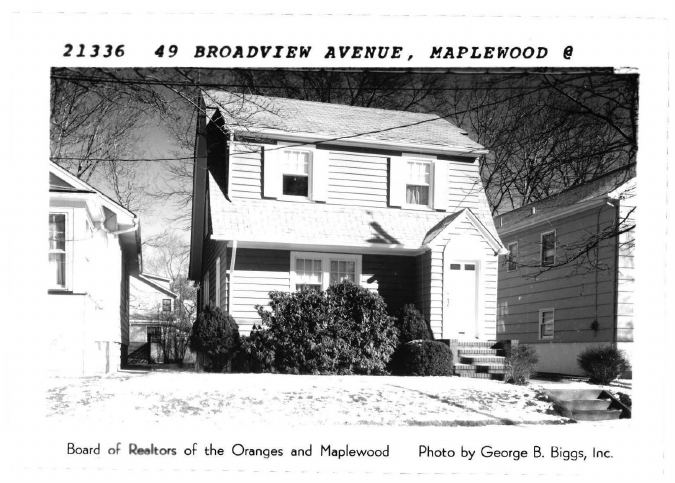 21336 49 BROADVIEW AVENUE, MAPLEWOOD @
Board of Realtors of the Oranges and Maplewood Photo by George B. Biggs, Inc.